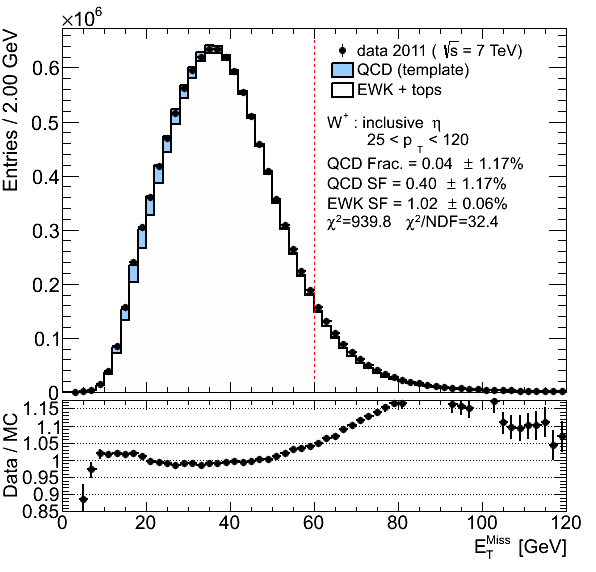 ×10⁶
Entries / 2.00 GeV
0.6
0.5
0.4
0.3
0.2
0.1
0
data 2011 ( √s = 7 TeV)
QCD (template)
EWK + tops
W⁺ : inclusive η
25 < p_T < 120
QCD Frac. = 0.04 ± 1.17%
QCD SF = 0.40 ± 1.17%
EWK SF = 1.02 ± 0.06%
χ²=939.8 χ²/NDF=32.4
Data / MC
1.15
1.1
1.05
1
0.95
0.9
0.85
0 20 40 60 80 100 120
E_T^Miss [GeV]